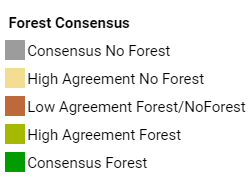 Forest Consensus
Consensus No Forest
High Agreement No Forest
Low Agreement Forest/NoForest
High Agreement Forest
Consensus Forest